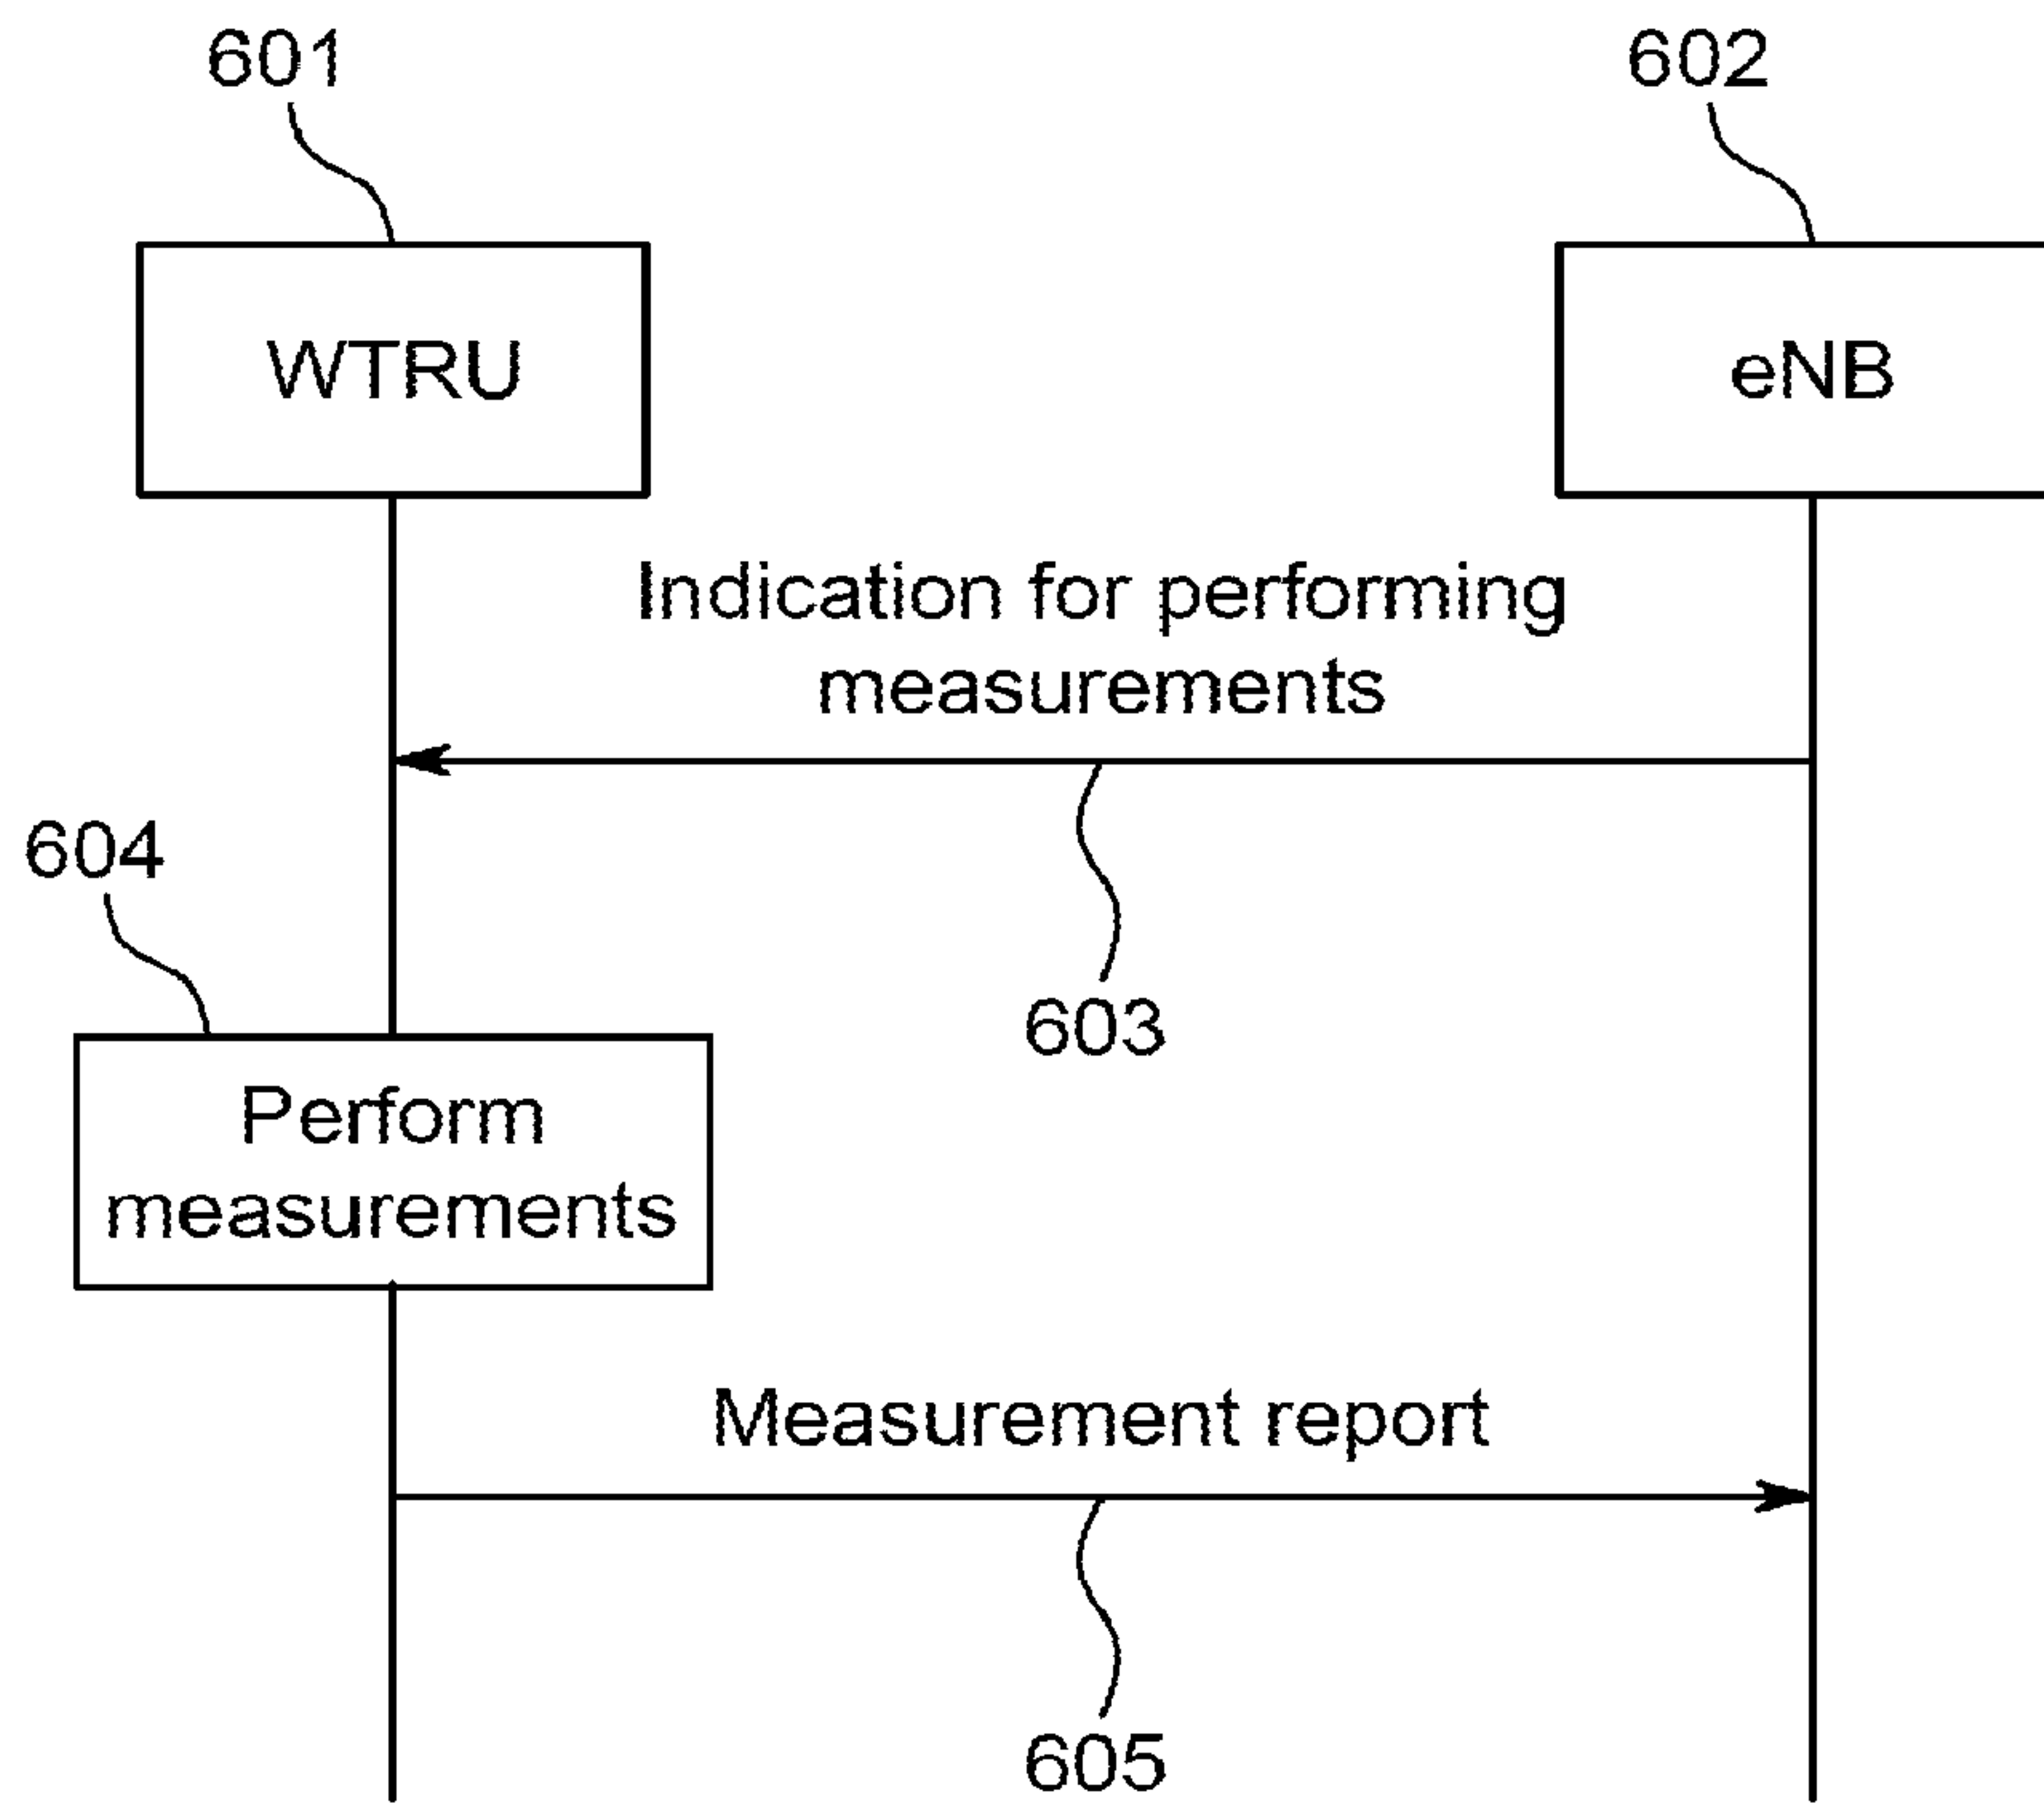 601
602
WTRU
eNB
Indication for performing
measurements
604
603
Perform
measurements
Measurement report
605